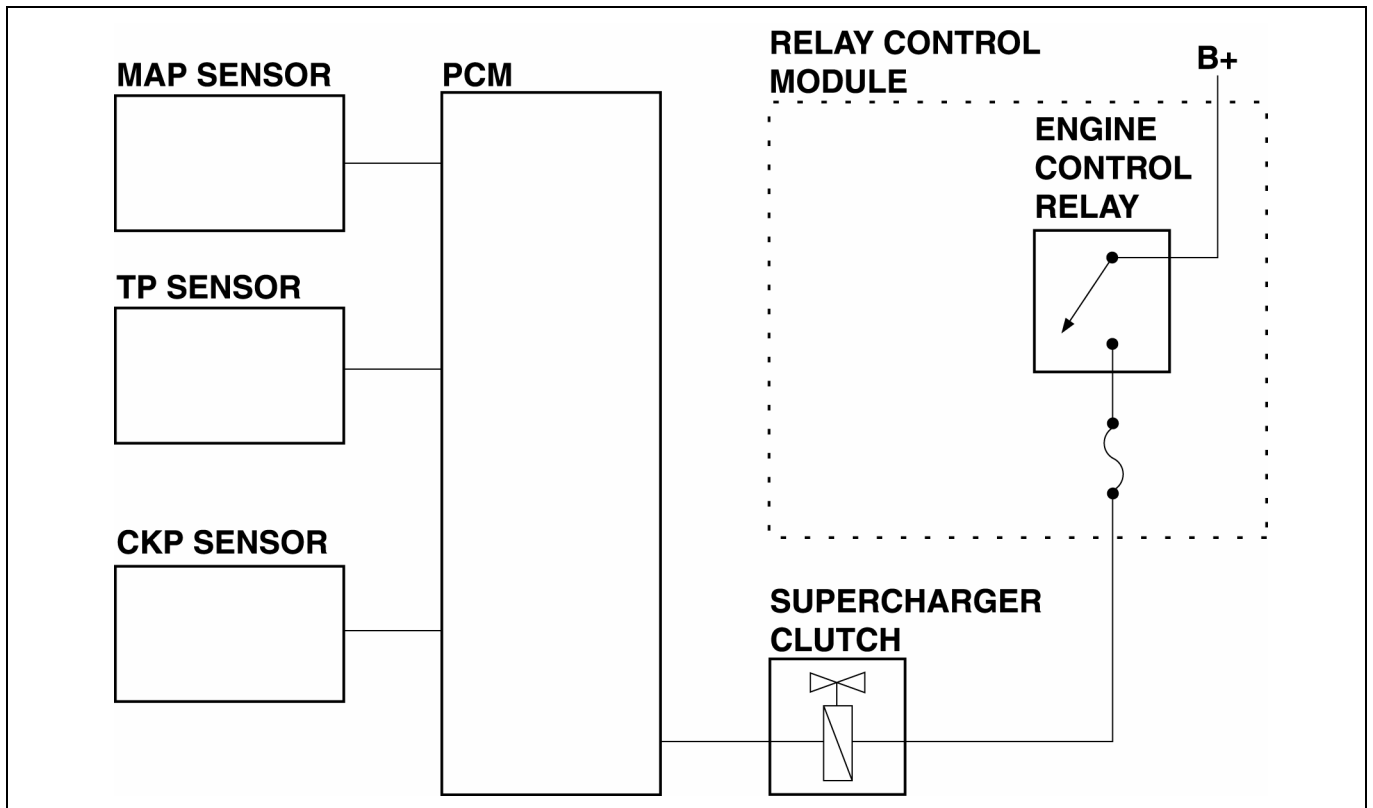 MAP SENSOR
PCM
RELAY CONTROL
MODULE
B+
ENGINE
CONTROL
RELAY
TP SENSOR
CKP SENSOR
SUPERCHARGER
CLUTCH